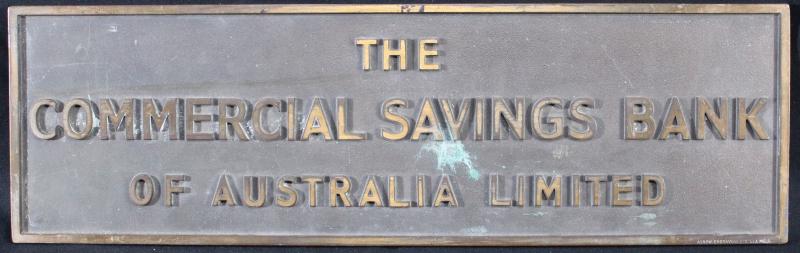 THE
COMMERCIAL SAVINGS BANK
OF AUSTRALIA LIMITED